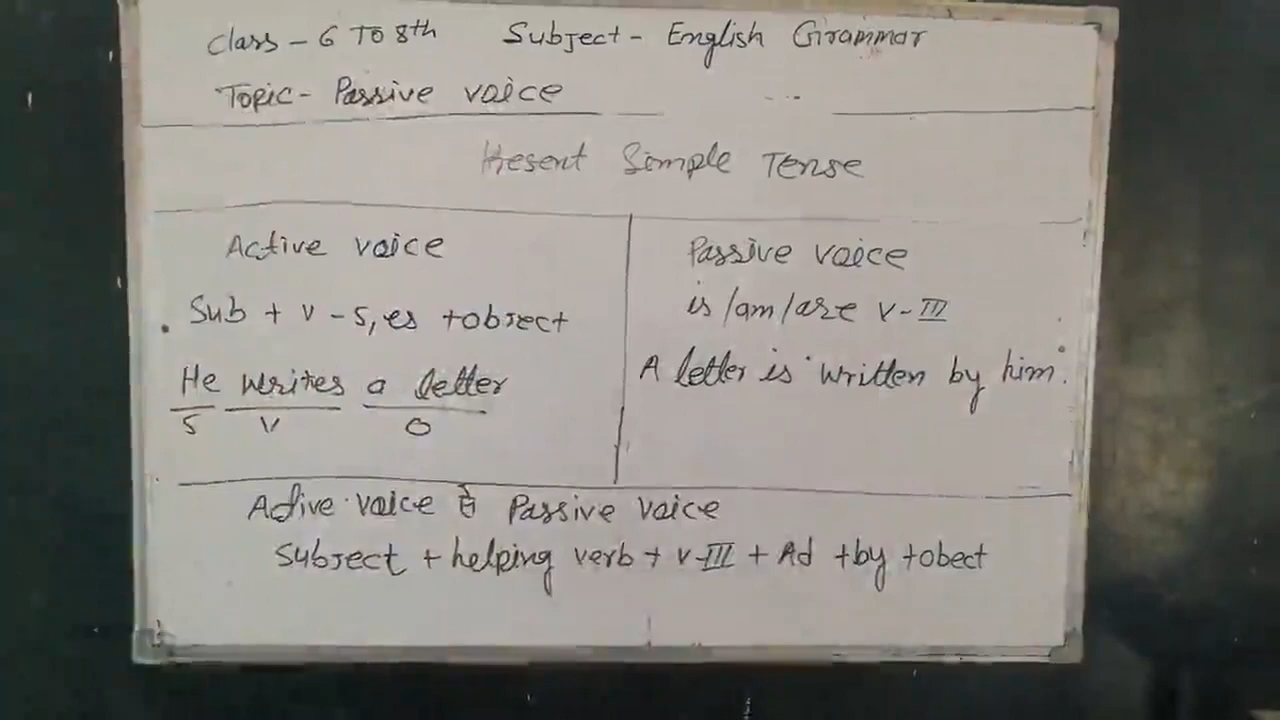 Class - 6 TO 8th Subject - English Grammar
Topic - Passive voice
Present Simple Tense
Active voice
Sub + v - s, es + object
He writes a letter
S V O
Passive voice
is/am/are v-III
A letter is written by him.
Active voice से Passive voice
Subject + helping verb + v-III + Ad + by + obect